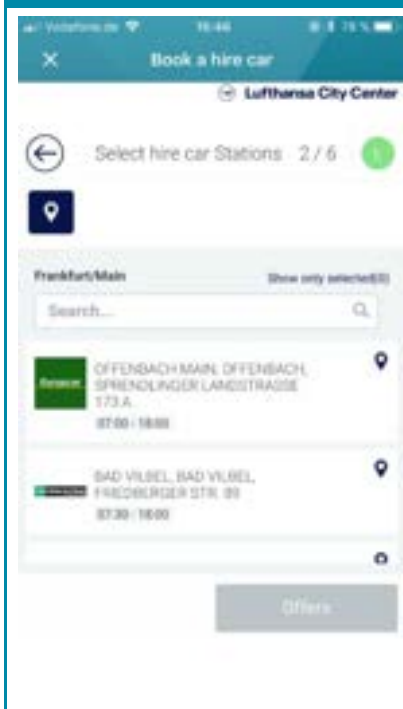 Vodafone.de 16:46 78 %
Book a hire car
Lufthansa City Center
Select hire car Stations 2 / 6
Frankfurt/Main Show only selected(0)
Search...
OFFENBACH MAIN, OFFENBACH,
SPRENDLINGER LANDSTRASSE
173 A
07:00 - 18:00
BAD VILBEL, BAD VILBEL,
FRIEDBERGER STR. 89
07:30 - 18:00
Offers